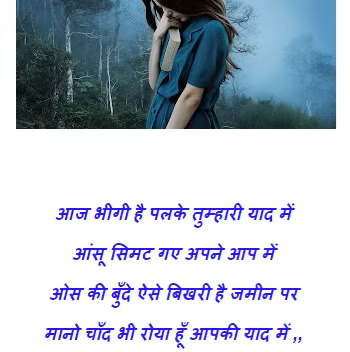 आज भीगी है पलके तुम्हारी याद में
आंसू सिमट गए अपने आप में
ओस की बुँदे ऐसे बिखरी है जमीन पर
मानो चाँद भी रोया हूँ आपकी याद में ,,